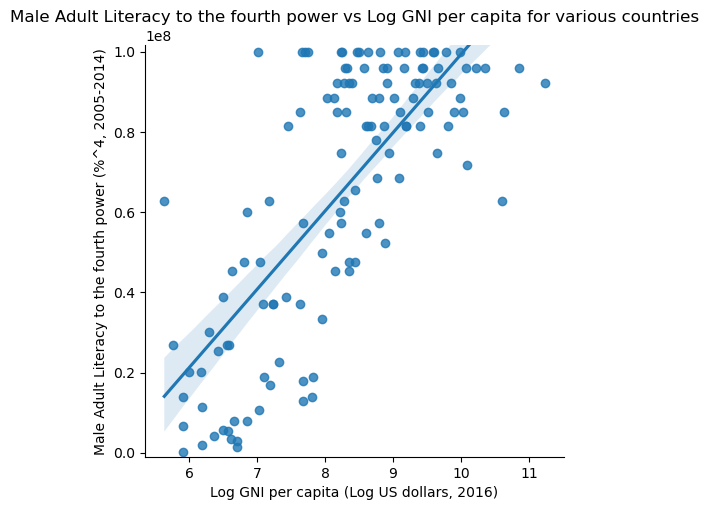 Male Adult Literacy to the fourth power vs Log GNI per capita for various countries
1e8
1.0
0.8
0.6
0.4
0.2
0.0
Male Adult Literacy to the fourth power (%^4, 2005-2014)
6 7 8 9 10 11
Log GNI per capita (Log US dollars, 2016)